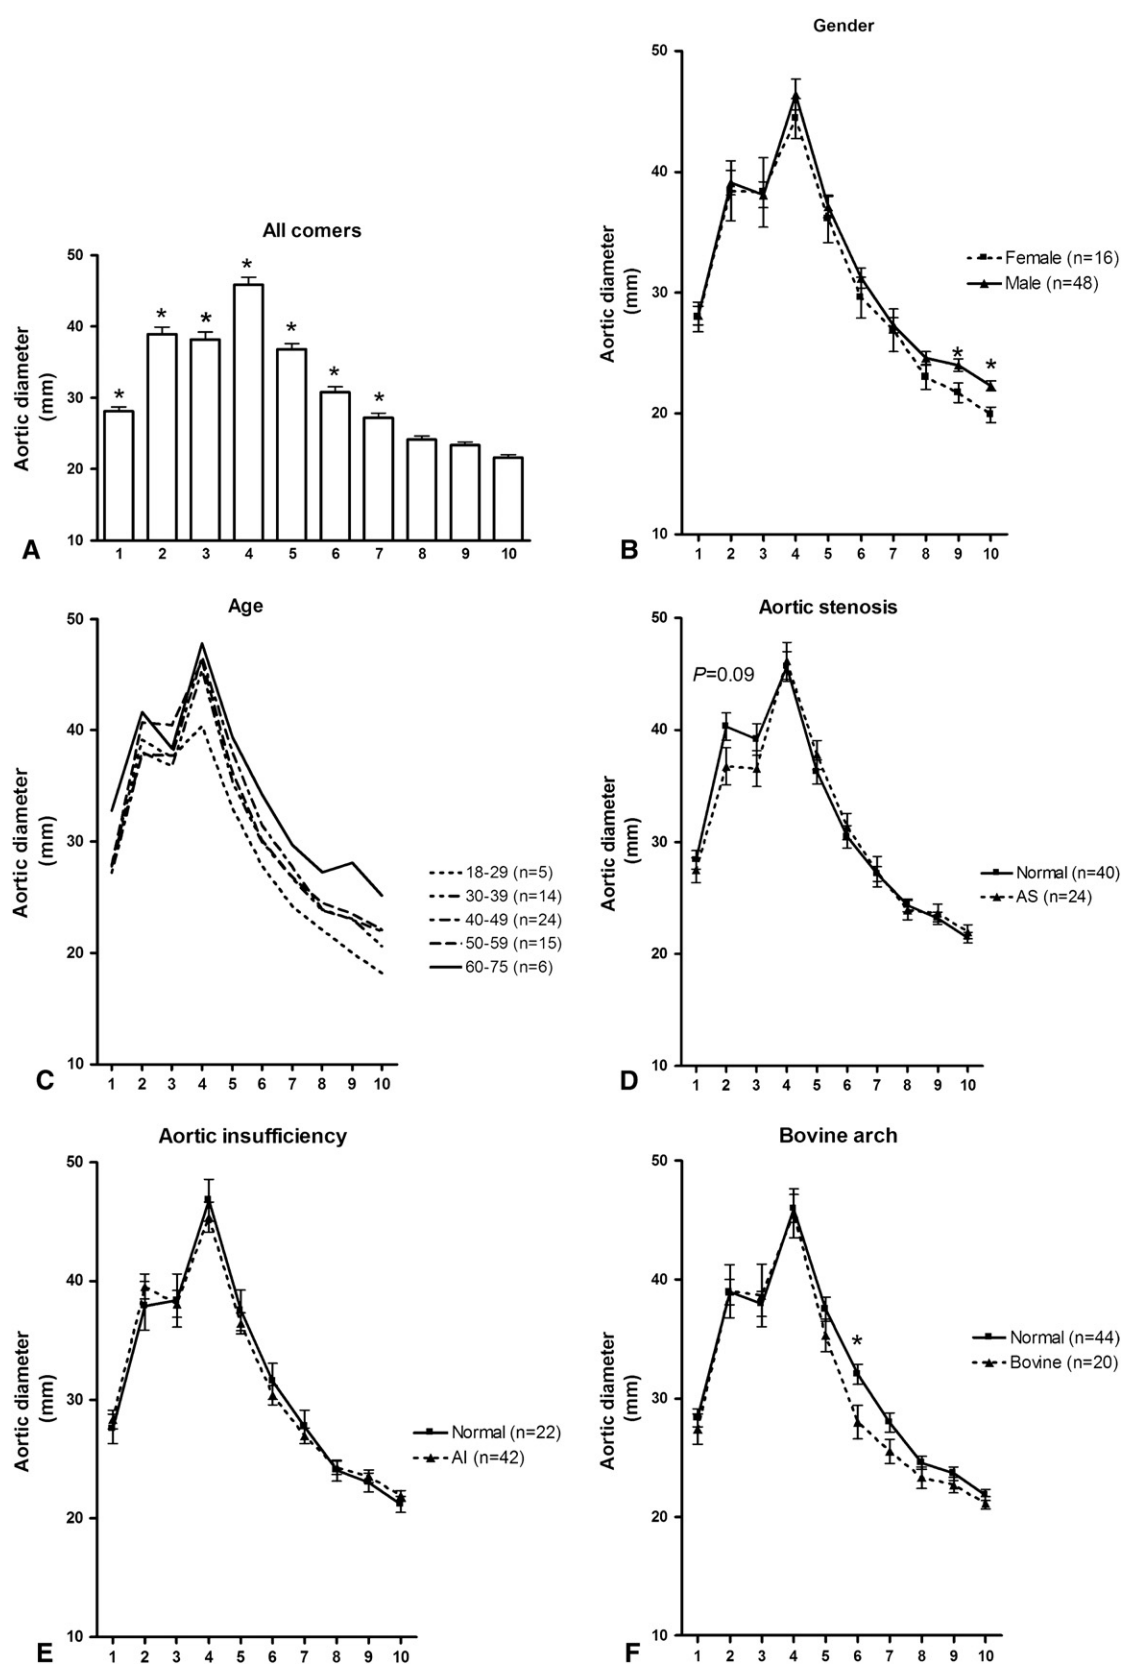 All comers
Aortic diameter
(mm)
50
40
30
20
10
* * * * * * *
1 2 3 4 5 6 7 8 9 10
A
Gender
Aortic diameter
(mm)
50
40
30
20
10
Female (n=16)
Male (n=48)
* *
1 2 3 4 5 6 7 8 9 10
B
Age
Aortic diameter
(mm)
50
40
30
20
10
18-29 (n=5)
30-39 (n=14)
40-49 (n=24)
50-59 (n=15)
60-75 (n=6)
1 2 3 4 5 6 7 8 9 10
C
Aortic stenosis
Aortic diameter
(mm)
50
40
30
20
10
P=0.09
Normal (n=40)
AS (n=24)
1 2 3 4 5 6 7 8 9 10
D
Aortic insufficiency
Aortic diameter
(mm)
50
40
30
20
10
Normal (n=22)
AI (n=42)
1 2 3 4 5 6 7 8 9 10
E
Bovine arch
Aortic diameter
(mm)
50
40
30
20
10
*
Normal (n=44)
Bovine (n=20)
1 2 3 4 5 6 7 8 9 10
F